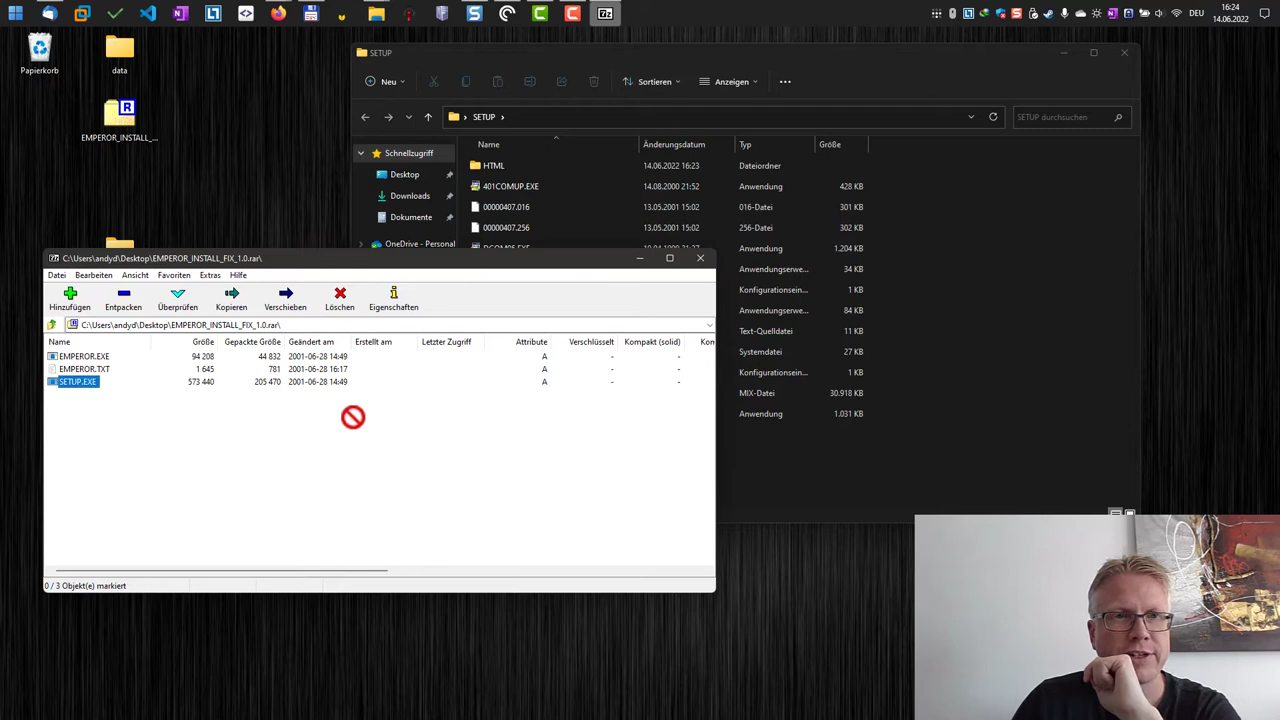 DEU
16:24
14.06.2022
Papierkorb
data
EMPEROR_INSTALL_...
SETUP
Neu
Sortieren
Anzeigen
SETUP
SETUP durchsuchen
Name Änderungsdatum Typ Größe
Schnellzugriff
Desktop
Downloads
Dokumente
OneDrive - Personal
HTML 14.06.2022 16:23 Dateiordner
401COMUP.EXE 14.08.2000 21:52 Anwendung 428 KB
00000407.016 13.05.2001 15:02 016-Datei 301 KB
00000407.256 13.05.2001 15:02 256-Datei 302 KB
Anwendung 1.204 KB
Anwendungserwe... 34 KB
Konfigurationsein... 1 KB
Anwendungserwe... 84 KB
Text-Quelldatei 11 KB
Systemdatei 27 KB
Konfigurationsein... 1 KB
MIX-Datei 30.918 KB
Anwendung 1.031 KB
C:\Users\andyd\Desktop\EMPEROR_INSTALL_FIX_1.0.rar\
Datei Bearbeiten Ansicht Favoriten Extras Hilfe
Hinzufügen Entpacken Überprüfen Kopieren Verschieben Löschen Eigenschaften
C:\Users\andyd\Desktop\EMPEROR_INSTALL_FIX_1.0.rar\
Name Größe Gepackte Größe Geändert am Erstellt am Letzter Zugriff Attribute Verschlüsselt Kompakt (solid) Kon
EMPEROR.EXE 94 208 44 832 2001-06-28 14:49 A - -
EMPEROR.TXT 1 645 781 2001-06-28 16:17 A - -
SETUP.EXE 573 440 205 470 2001-06-28 14:49 A - -
0 / 3 Objekt(e) markiert